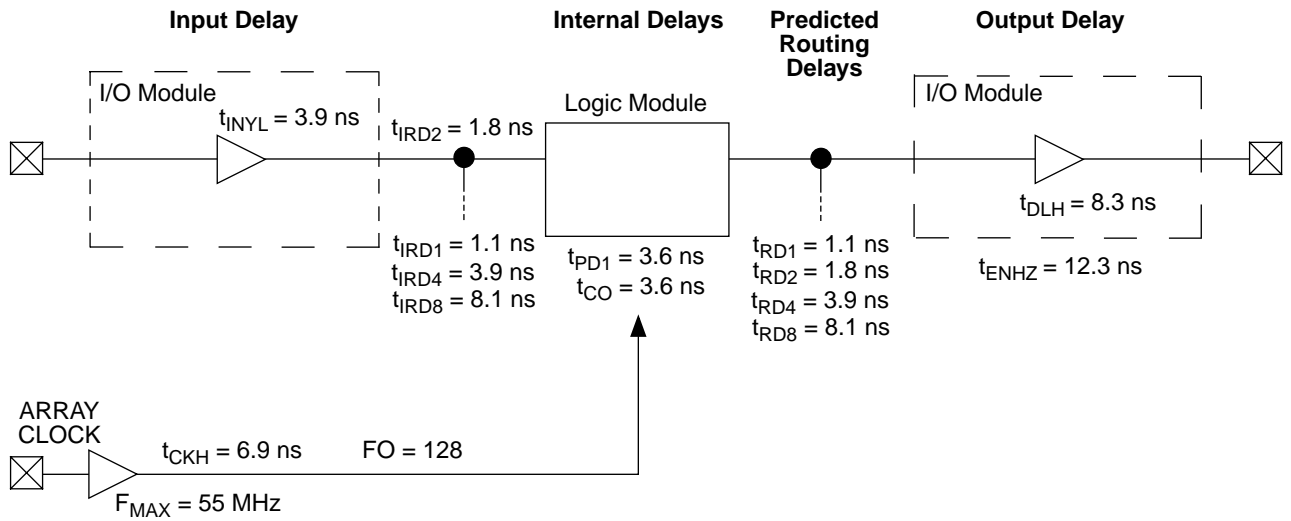 Input Delay
Internal Delays
Predicted
Routing
Delays
Output Delay
I/O Module
tINYL = 3.9 ns
tIRD2 = 1.8 ns
Logic Module
I/O Module
tDLH = 8.3 ns
tIRD1 = 1.1 ns
tIRD4 = 3.9 ns
tIRD8 = 8.1 ns
tPD1 = 3.6 ns
tCO = 3.6 ns
tRD1 = 1.1 ns
tRD2 = 1.8 ns
tRD4 = 3.9 ns
tRD8 = 8.1 ns
tENHZ = 12.3 ns
ARRAY
CLOCK
tCKH = 6.9 ns
FO = 128
FMAX = 55 MHz